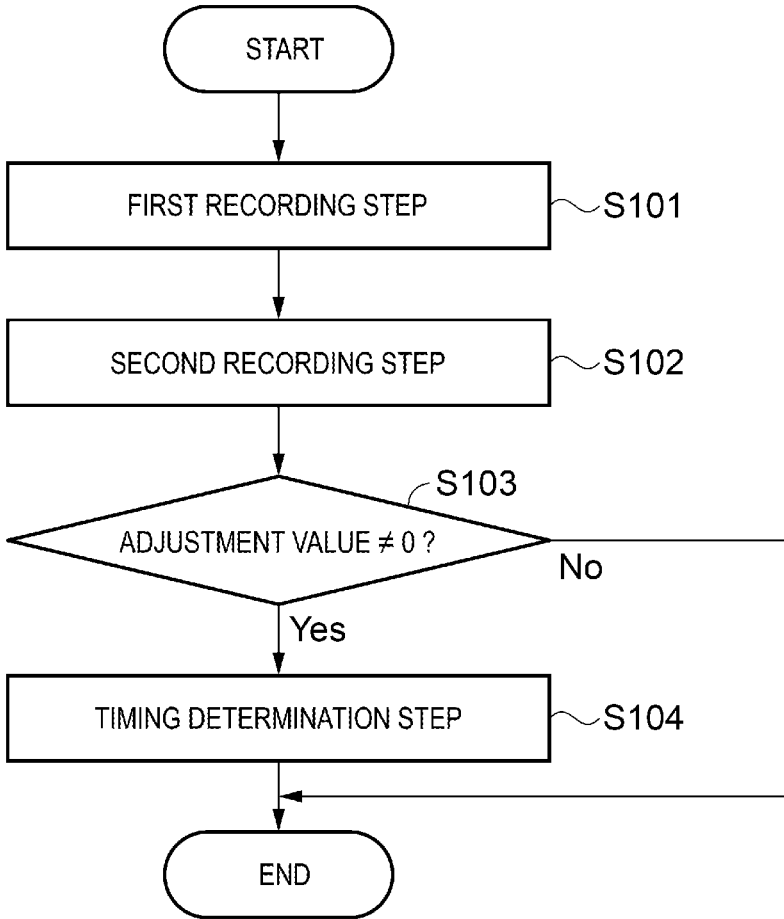 START
FIRST RECORDING STEP
S101
SECOND RECORDING STEP
S102
S103
ADJUSTMENT VALUE ≠ 0 ?
No
Yes
TIMING DETERMINATION STEP
S104
END